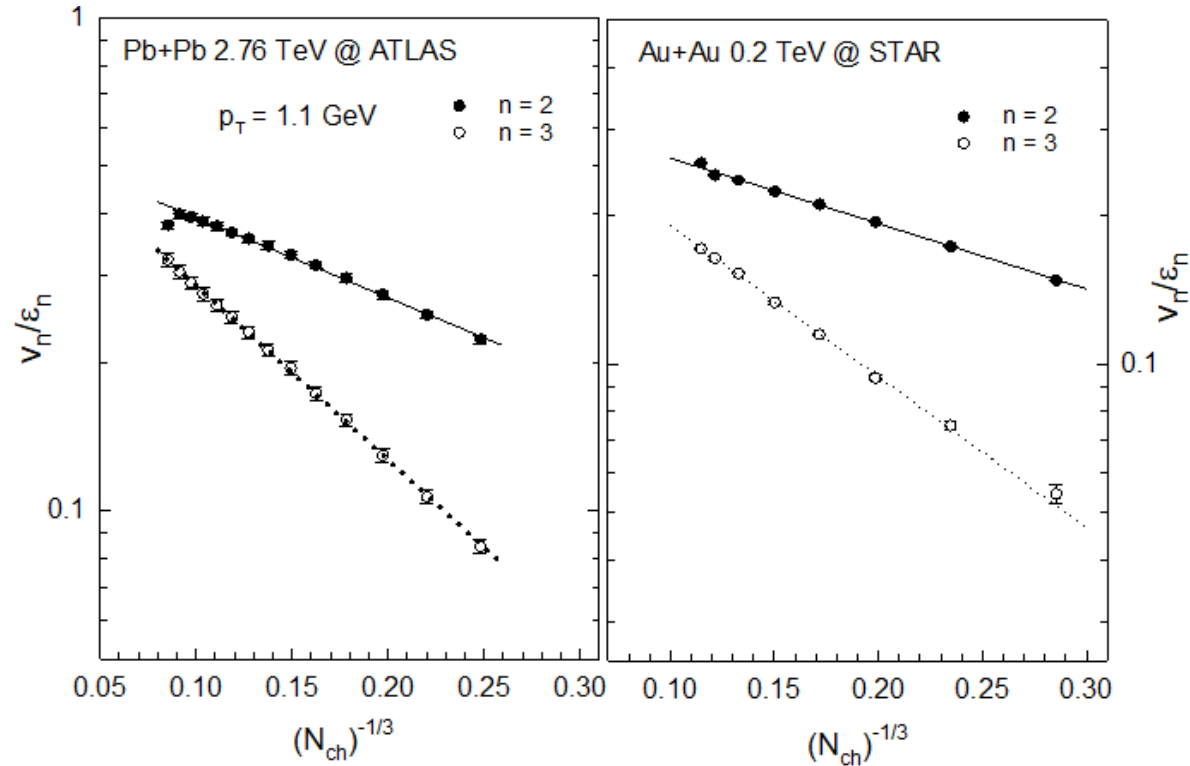 1
Pb+Pb 2.76 TeV @ ATLAS
p_T = 1.1 GeV
n = 2
n = 3
v_n/ε_n
0.2
0.1
0.05 0.10 0.15 0.20 0.25 0.30
(N_ch)^-1/3
Au+Au 0.2 TeV @ STAR
n = 2
n = 3
v_n/ε_n
0.1
0.10 0.15 0.20 0.25 0.30
(N_ch)^-1/3